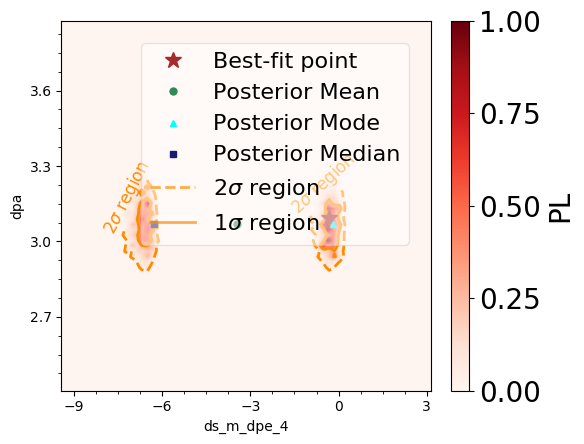 Best-fit point
Posterior Mean
Posterior Mode
Posterior Median
2σ region
1σ region
2σ region
2σ region
3.6
3.3
3.0
2.7
dpa
−9
−6
−3
0
3
ds_m_dpe_4
1.00
0.75
0.50
0.25
0.00
PL